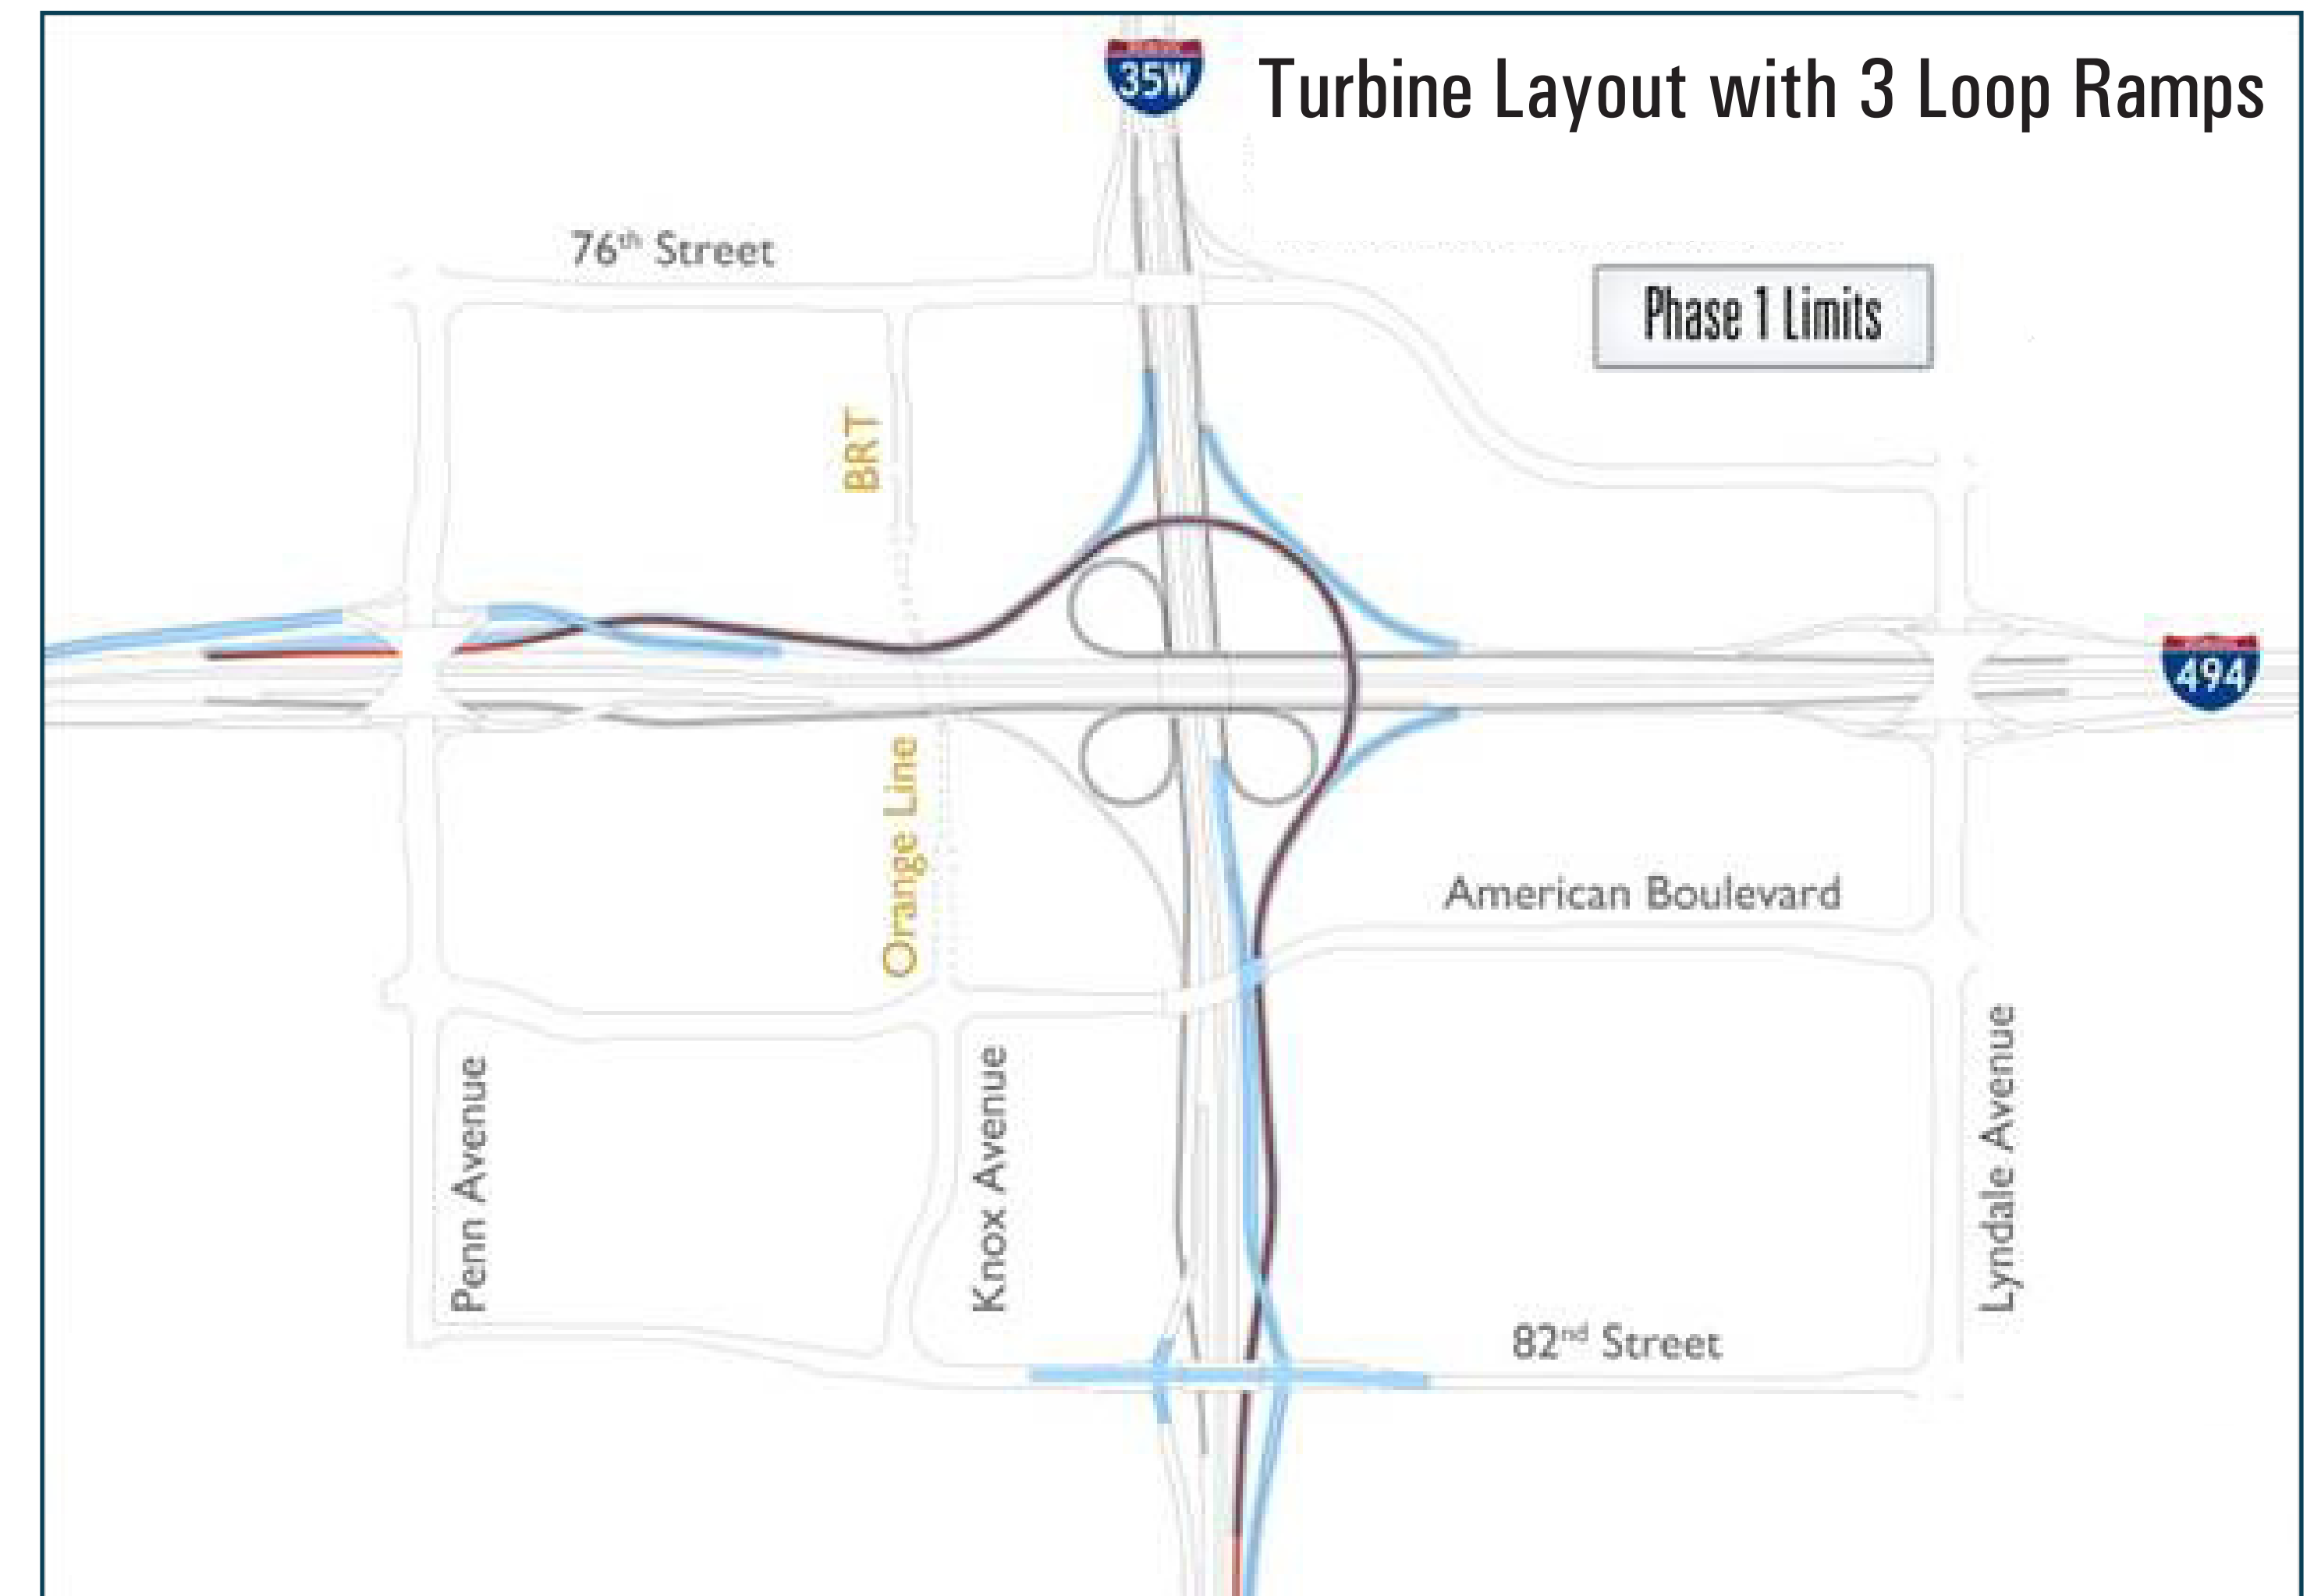 35W
Turbine Layout with 3 Loop Ramps
76th Street
Phase 1 Limits
BRT
494
Orange Line
American Boulevard
Penn Avenue
Knox Avenue
Lyndale Avenue
82nd Street